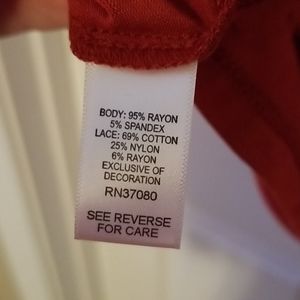 BODY: 95% RAYON
5% SPANDEX
LACE: 69% COTTON
25% NYLON
6% RAYON
EXCLUSIVE OF
DECORATION
RN37080
SEE REVERSE
FOR CARE